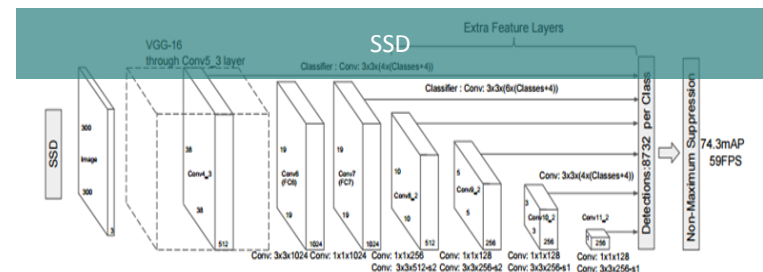 SSD
Extra Feature Layers
VGG-16
through Conv5_3 layer
Classifier : Conv: 3x3x(4x(Classes+4))
Classifier : Conv: 3x3x(6x(Classes+4))
SSD
300
Image
300
3
38
Conv4_3
38
512
19
Conv6
(FC6)
19
1024
19
Conv7
(FC7)
19
1024
10
Conv8_2
10
512
5
Conv9_2
5
256
Conv: 3x3x(4x(Classes+4))
3
Conv10_2
3
256
Conv11_2
256
Detections:8732 per Class
Non-Maximum Suppression
74.3mAP
59FPS
Conv: 3x3x1024 Conv: 1x1x1024 Conv: 1x1x256 Conv: 1x1x128 Conv: 1x1x128 Conv: 1x1x128
Conv: 3x3x512-s2 Conv: 3x3x256-s2 Conv: 3x3x256-s1 Conv: 3x3x256-s1